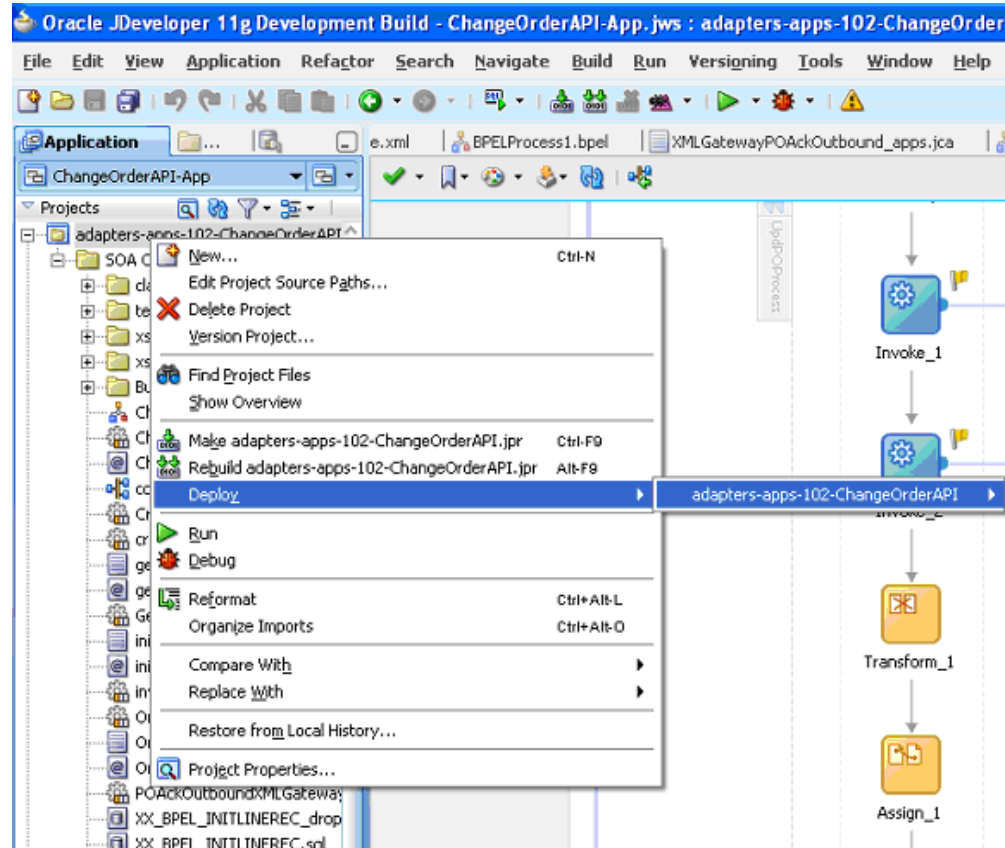 Oracle JDeveloper 11g Development Build - ChangeOrderAPI-App.jws : adapters-apps-102-ChangeOrder
File Edit View Application Refactor Search Navigate Build Run Versioning Tools Window Help
Application ... e.xml BPELProcess1.bpel XMLGatewayPOAckOutbound_apps.jca
ChangeOrderAPI-App
Projects
adapters-apps-102-ChangeOrderAPI
SOA C
New... Ctrl-N
Edit Project Source Paths...
Delete Project
Version Project...
Find Project Files
Show Overview
Make adapters-apps-102-ChangeOrderAPI.jpr Ctrl-F9
Rebuild adapters-apps-102-ChangeOrderAPI.jpr Alt-F9
Deploy adapters-apps-102-ChangeOrderAPI
Run
Debug
Reformat Ctrl+Alt-L
Organize Imports Ctrl+Alt-O
Compare With
Replace With
Restore from Local History...
Project Properties...
POAckOutboundXMLGateway
XX_BPEL_INITLINEREC_drop
XX_BPEL_INITLINEREC.sql
UpdPOProcess
Invoke_1
Invoke_2
Transform_1
Assign_1